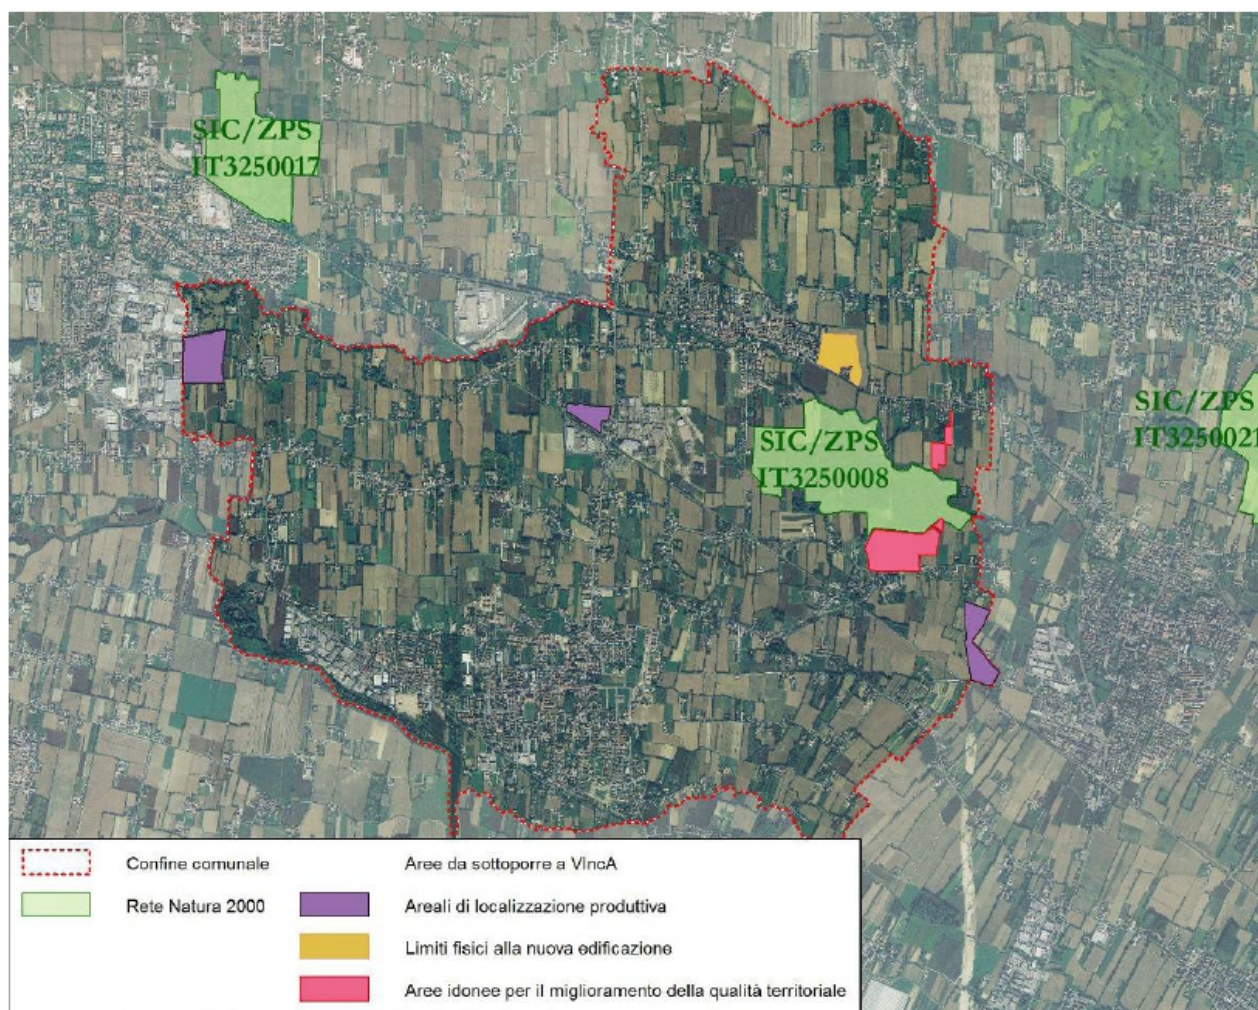 SIC/ZPS
IT3250017
SIC/ZPS
IT3250008
SIC/ZPS
IT3250021
Confine comunale
Rete Natura 2000
Aree da sottoporre a VIncA
Areali di localizzazione produttiva
Limiti fisici alla nuova edificazione
Aree idonee per il miglioramento della qualità territoriale